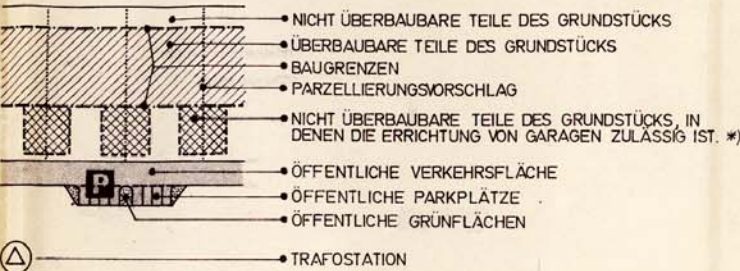 NICHT ÜBERBAUBARE TEILE DES GRUNDSTÜCKS
ÜBERBAUBARE TEILE DES GRUNDSTÜCKS
BAUGRENZEN
PARZELLIERUNGSVORSCHLAG
NICHT ÜBERBAUBARE TEILE DES GRUNDSTÜCKS, IN
DENEN DIE ERRICHTUNG VON GARAGEN ZULÄSSIG IST. *)
ÖFFENTLICHE VERKEHRSFLÄCHE
P
ÖFFENTLICHE PARKPLÄTZE
ÖFFENTLICHE GRÜNFLÄCHEN
TRAFOSTATION